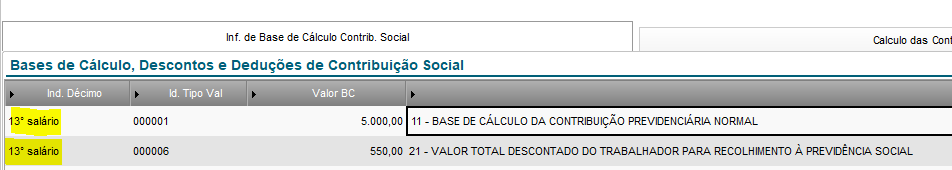 Inf. de Base de Cálculo Contrib. Social
Calculo das Cont
Bases de Cálculo, Descontos e Deduções de Contribuição Social
Ind. Décimo Id. Tipo Val Valor BC
13° salário 000001 5.000,00 11 - BASE DE CÁLCULO DA CONTRIBUIÇÃO PREVIDENCIÁRIA NORMAL
13° salário 000006 550,00 21 - VALOR TOTAL DESCONTADO DO TRABALHADOR PARA RECOLHIMENTO À PREVIDÊNCIA SOCIAL